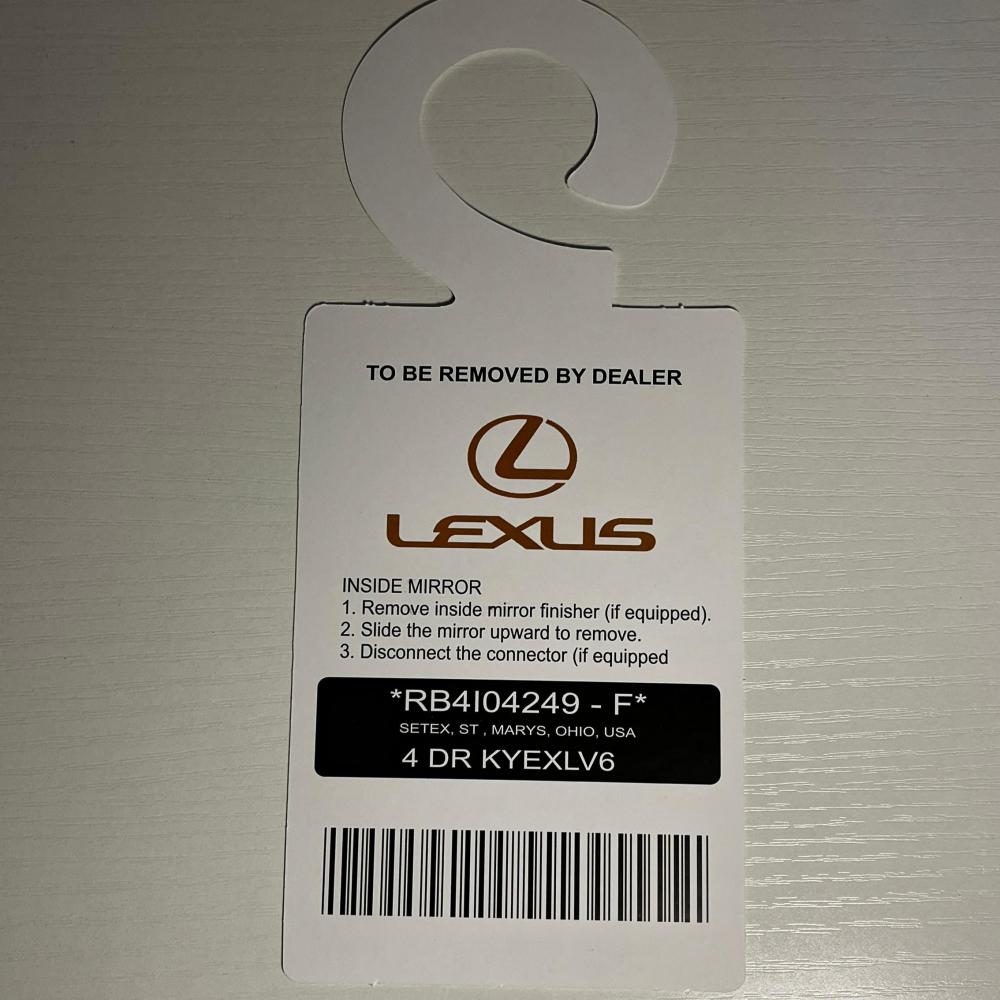 TO BE REMOVED BY DEALER
LEXUS
INSIDE MIRROR
1. Remove inside mirror finisher (if equipped).
2. Slide the mirror upward to remove.
3. Disconnect the connector (if equipped
*RB4I04249 - F*
SETEX, ST , MARYS, OHIO, USA
4 DR KYEXLV6